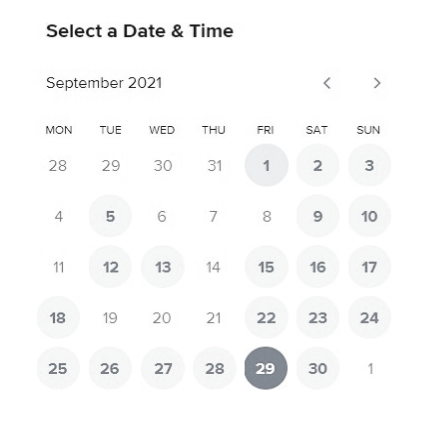 Select a Date & Time
September 2021
MON TUE WED THU FRI SAT SUN
28 29 30 31 1 2 3
4 5 6 7 8 9 10
11 12 13 14 15 16 17
18 19 20 21 22 23 24
25 26 27 28 29 30 1